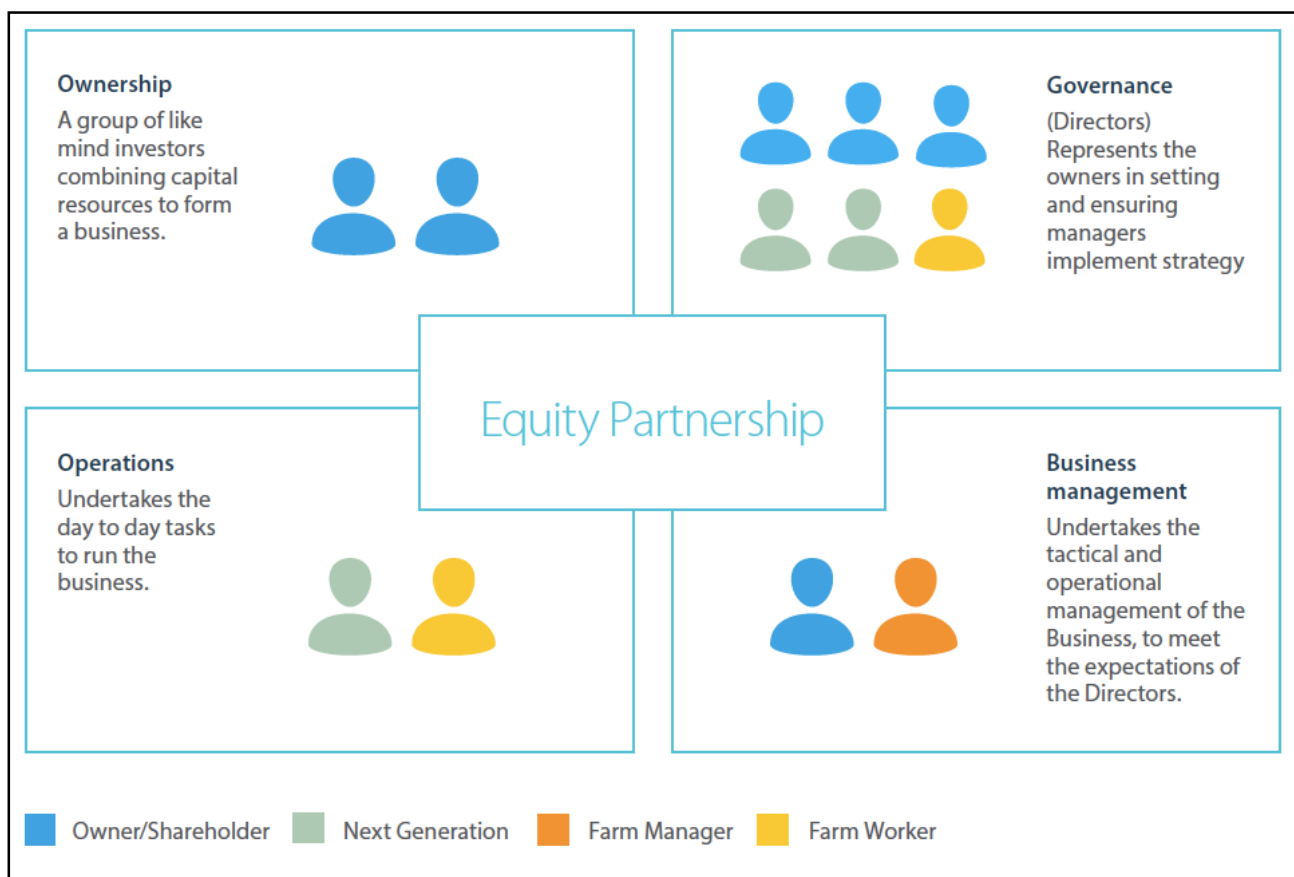 Ownership
A group of like
mind investors
combining capital
resources to form
a business.
Governance
(Directors)
Represents the
owners in setting
and ensuring
managers
implement strategy
Equity Partnership
Operations
Undertakes the
day to day tasks
to run the
business.
Business
management
Undertakes the
tactical and
operational
management of the
Business, to meet
the expectations of
the Directors.
Owner/Shareholder
Next Generation
Farm Manager
Farm Worker